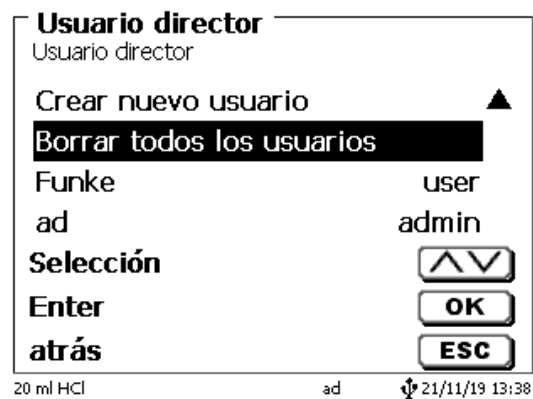 Usuario director
Usuario director
Crear nuevo usuario
Borrar todos los usuarios
Funke user
ad admin
Selección
Enter OK
atrás ESC
20 ml HCl ad 21/11/19 13:38